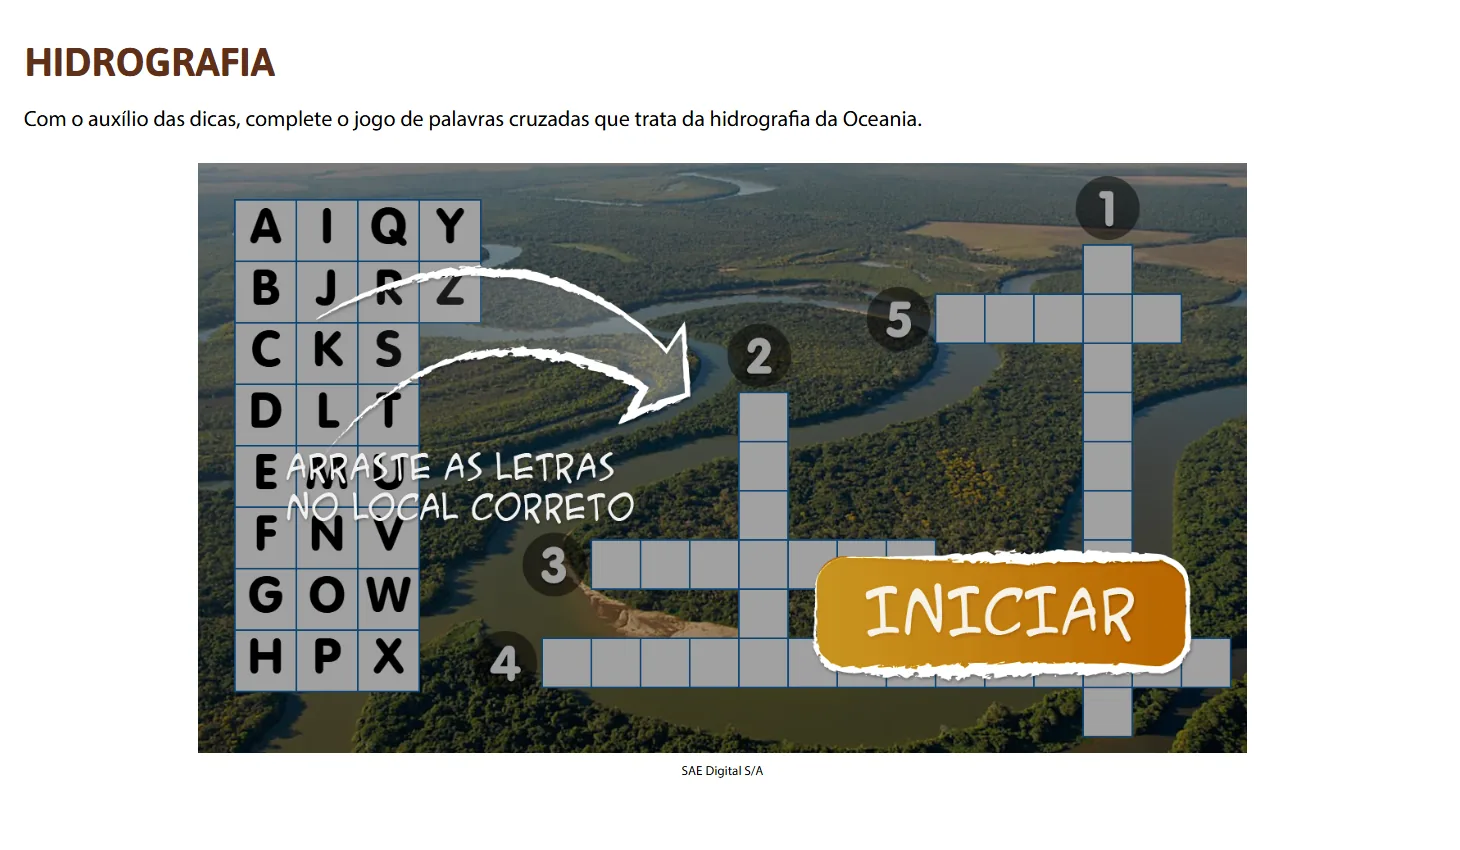 HIDROGRAFIA
Com o auxílio das dicas, complete o jogo de palavras cruzadas que trata da hidrografia da Oceania.
1
A I Q Y
B J R Z
5
C K S
2
D L T
E M U
ARRASTE AS LETRAS
NO LOCAL CORRETO
F N V
3
G O W
INICIAR
H P X
4
SAE Digital S/A